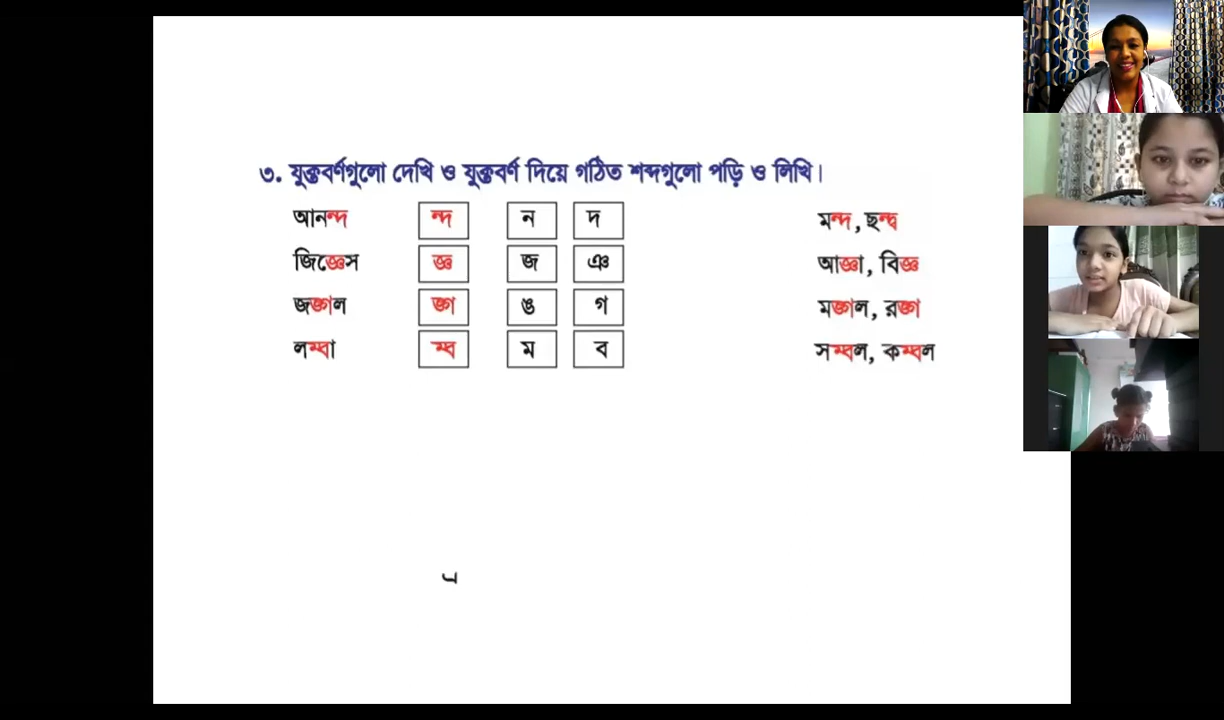 ৩. যুক্তবর্ণগুলো দেখি ও যুক্তবর্ণ দিয়ে গঠিত শব্দগুলো পড়ি ও লিখি।
আনন্দ ন্দ ন দ মন্দ, ছন্দ্ব
জিজ্ঞেস জ্ঞ জ ঞ আজ্ঞা, বিজ্ঞ
জঙ্গল ঙ্গ ঙ গ মঙ্গল, রঙ্গ
লম্বা ম্ব ম ব সম্বল, কম্বল